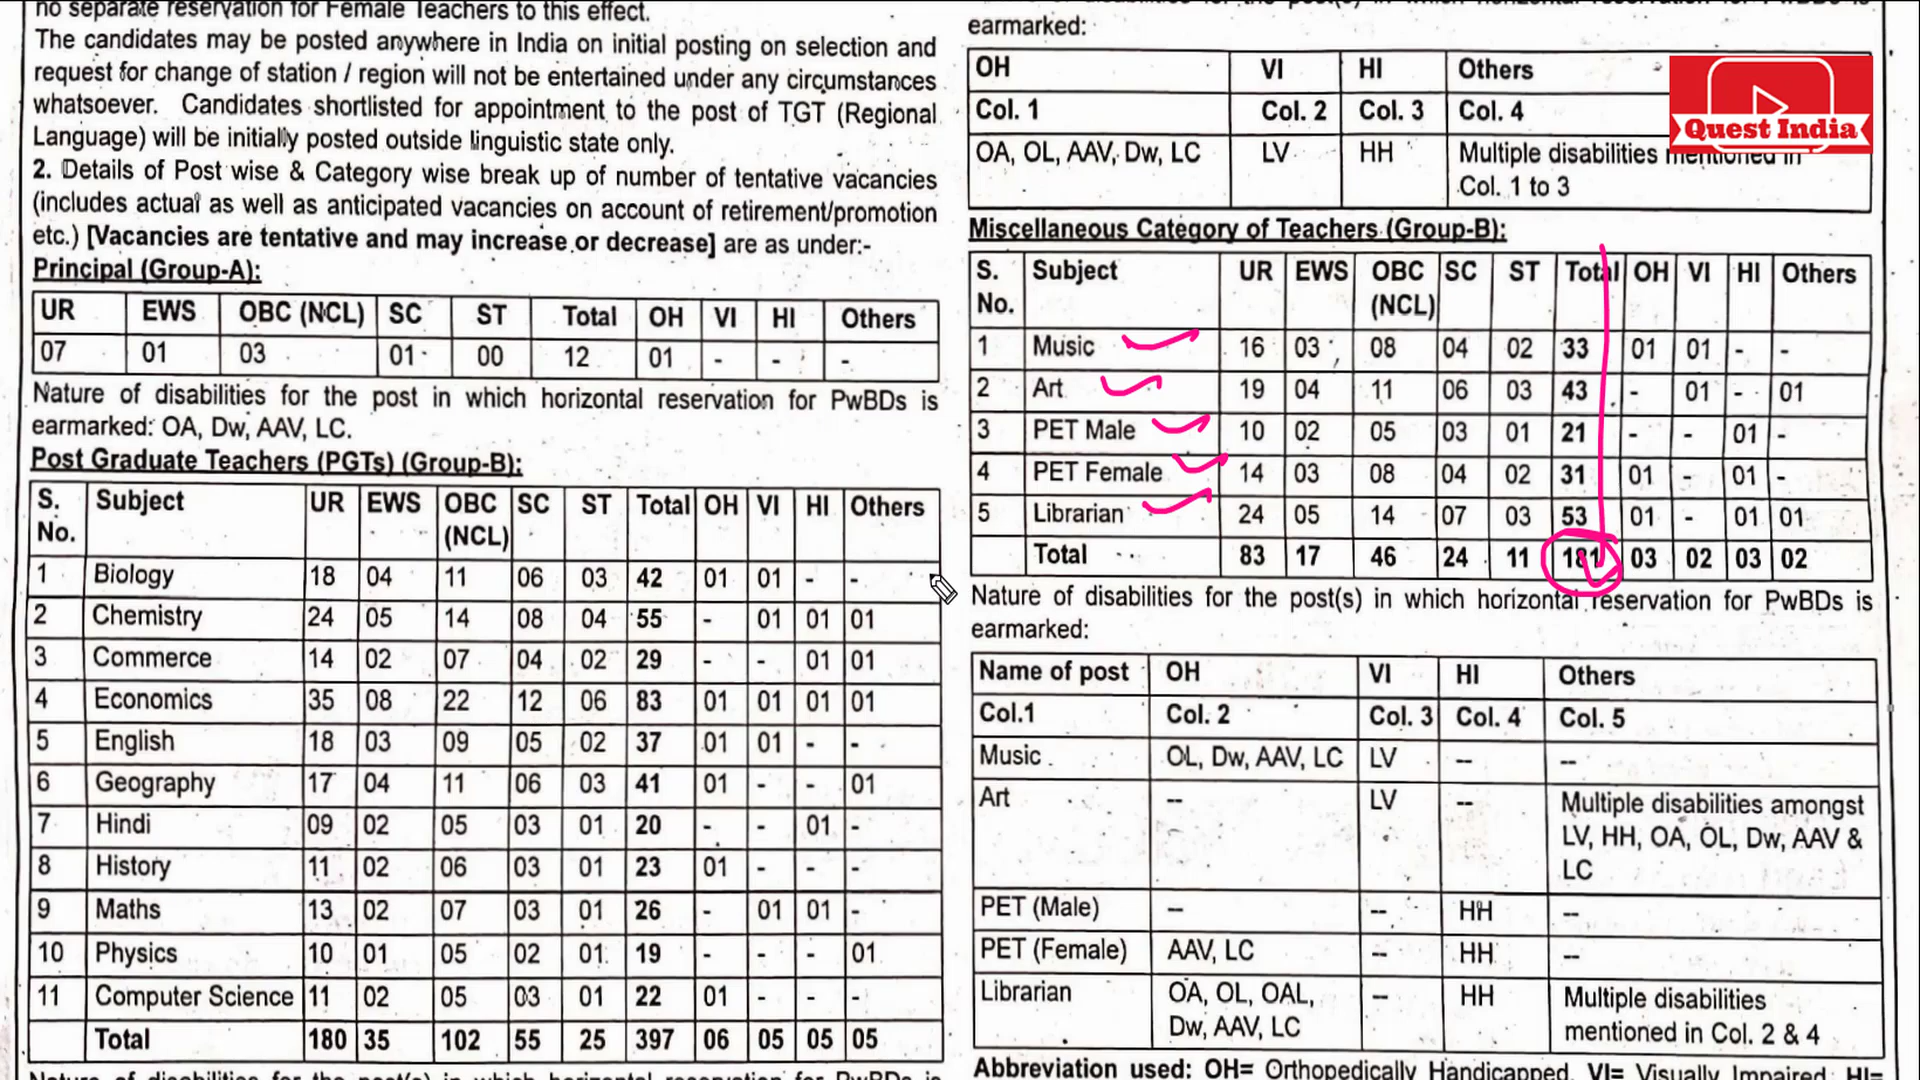 no separate reservation for Female Teachers to this effect.
The candidates may be posted anywhere in India on initial posting on selection and
request for change of station / region will not be entertained under any circumstances
whatsoever. Candidates shortlisted for appointment to the post of TGT (Regional
Language) will be initially posted outside linguistic state only.
2. Details of Post wise & Category wise break up of number of tentative vacancies
(includes actual as well as anticipated vacancies on account of retirement/promotion
etc.) [Vacancies are tentative and may increase or decrease] are as under:-
Principal (Group-A):
UR EWS OBC (NCL) SC ST Total OH VI HI Others
07 01 03 01 00 12 01 - - -
Nature of disabilities for the post in which horizontal reservation for PwBDs is
earmarked: OA, Dw, AAV, LC.
Post Graduate Teachers (PGTs) (Group-B):
S. Subject UR EWS OBC SC ST Total OH VI HI Others
No. (NCL)
1 Biology 18 04 11 06 03 42 01 01 - -
2 Chemistry 24 05 14 08 04 55 - 01 01 01
3 Commerce 14 02 07 04 02 29 - - 01 01
4 Economics 35 08 22 12 06 83 01 01 01 01
5 English 18 03 09 05 02 37 01 01 - -
6 Geography 17 04 11 06 03 41 01 - - 01
7 Hindi 09 02 05 03 01 20 - - 01 -
8 History 11 02 06 03 01 23 01 - - -
9 Maths 13 02 07 03 01 26 - 01 01 -
10 Physics 10 01 05 02 01 19 - - - 01
11 Computer Science 11 02 05 03 01 22 01 - - -
Total 180 35 102 55 25 397 06 05 05 05
earmarked:
OH VI HI Others
Col. 1 Col. 2 Col. 3 Col. 4
OA, OL, AAV, Dw, LC LV HH Multiple disabilities mentioned in
Col. 1 to 3
Quest India
Miscellaneous Category of Teachers (Group-B):
S. Subject UR EWS OBC SC ST Total OH VI HI Others
No. (NCL)
1 Music 16 03 08 04 02 33 01 01 - -
2 Art 19 04 11 06 03 43 - 01 - 01
3 PET Male 10 02 05 03 01 21 - - 01 -
4 PET Female 14 03 08 04 02 31 01 - 01 -
5 Librarian 24 05 14 07 03 53 01 - 01 01
Total 83 17 46 24 11 181 03 02 03 02
Nature of disabilities for the post(s) in which horizontal reservation for PwBDs is
earmarked:
Name of post OH VI HI Others
Col.1 Col. 2 Col. 3 Col. 4 Col. 5
Music OL, Dw, AAV, LC LV -- --
Art -- LV -- Multiple disabilities amongst
LV, HH, OA, OL, Dw, AAV &
LC
PET (Male) -- -- HH --
PET (Female) AAV, LC -- HH --
Librarian OA, OL, OAL, -- HH Multiple disabilities
Dw, AAV, LC mentioned in Col. 2 & 4
Abbreviation used: OH= Orthopedically Handicapped, VI= Visually Impaired, HI=